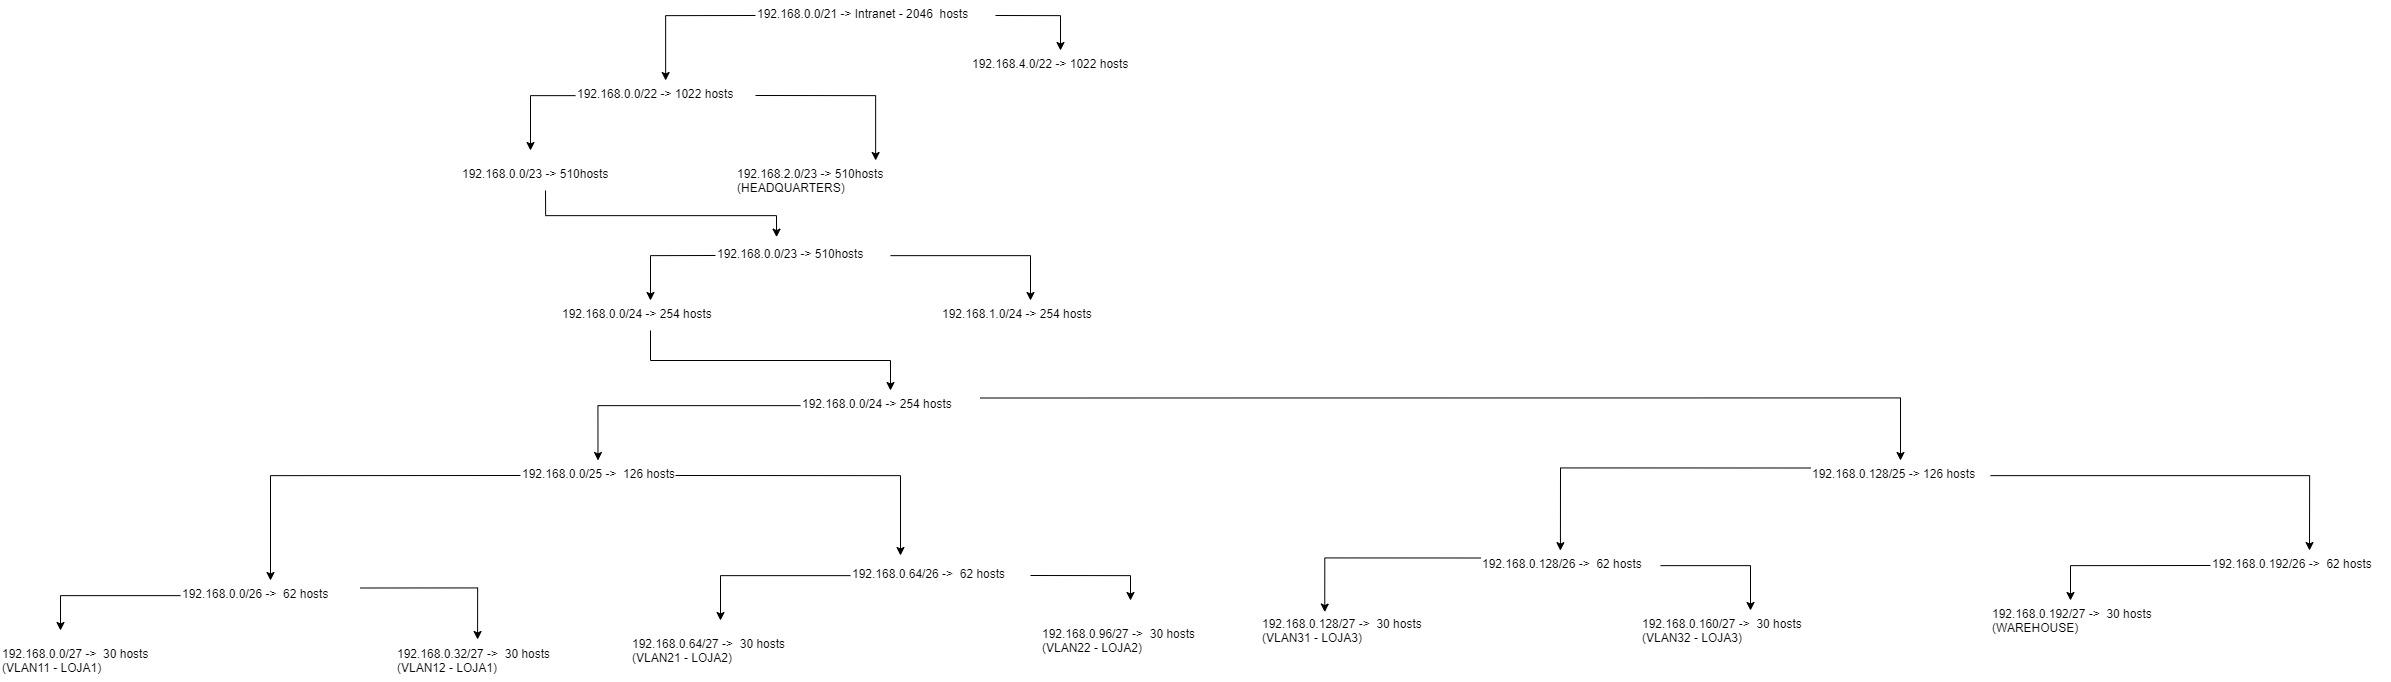 192.168.0.0/21 -> Intranet - 2046  hosts
192.168.4.0/22 -> 1022 hosts
192.168.0.0/22 -> 1022 hosts
192.168.0.0/23 -> 510hosts
192.168.2.0/23 -> 510hosts
(HEADQUARTERS)
192.168.0.0/23 -> 510hosts
192.168.0.0/24 -> 254 hosts
192.168.1.0/24 -> 254 hosts
192.168.0.0/24 -> 254 hosts
192.168.0.0/25 ->  126 hosts
192.168.0.128/25 -> 126 hosts
192.168.0.0/26 ->  62 hosts
192.168.0.64/26 ->  62 hosts
192.168.0.128/26 ->  62 hosts
192.168.0.192/26 ->  62 hosts
192.168.0.0/27 ->  30 hosts
(VLAN11 - LOJA1)
192.168.0.32/27 ->  30 hosts
(VLAN12 - LOJA1)
192.168.0.64/27 ->  30 hosts
(VLAN21 - LOJA2)
192.168.0.96/27 ->  30 hosts
(VLAN22 - LOJA2)
192.168.0.128/27 ->  30 hosts
(VLAN31 - LOJA3)
192.168.0.160/27 ->  30 hosts
(VLAN32 - LOJA3)
192.168.0.192/27 ->  30 hosts
(WAREHOUSE)